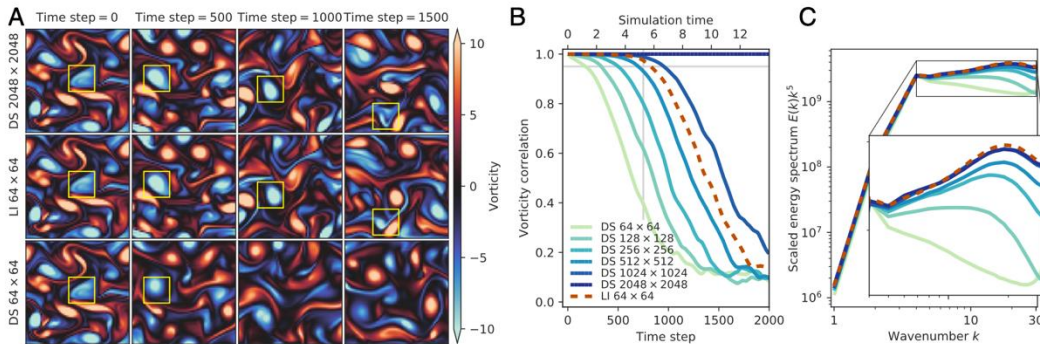 A
Time step = 0
Time step = 500
Time step = 1000
Time step = 1500
DS 2048 × 2048
LI 64 × 64
DS 64 × 64
10
5
0
−5
−10
Vorticity
B
Simulation time
0 2 4 6 8 10 12
Vorticity correlation
1.0
0.8
0.6
0.4
0.2
0.0
DS 64 × 64
DS 128 × 128
DS 256 × 256
DS 512 × 512
DS 1024 × 1024
DS 2048 × 2048
LI 64 × 64
0 500 1000 1500 2000
Time step
C
Scaled energy spectrum E(k)k⁵
10⁹
10⁸
10⁷
10⁶
1 10 30
Wavenumber k